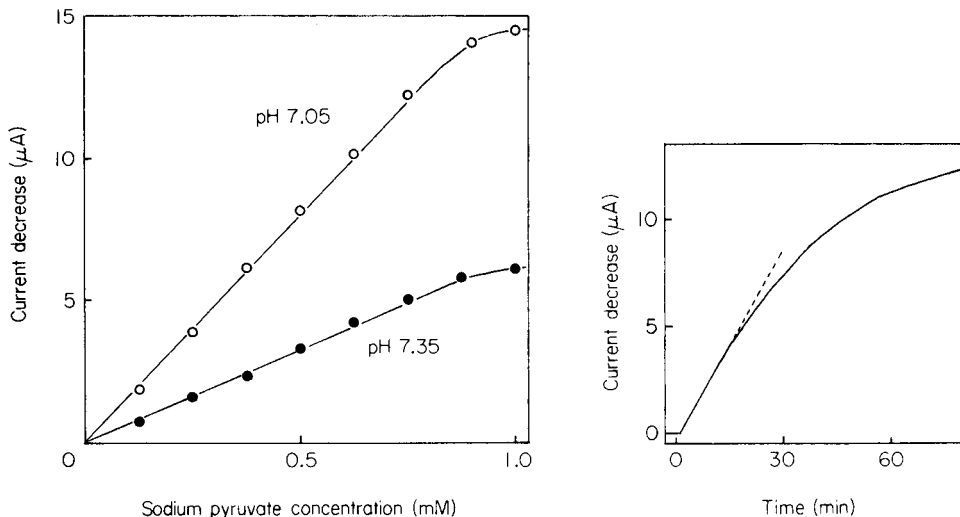 15
10
5
0
0.5
1.0
Current decrease (μA)
pH 7.05
pH 7.35
Sodium pyruvate concentration (mM)
10
5
0
0
30
60
Current decrease (μA)
Time (min)